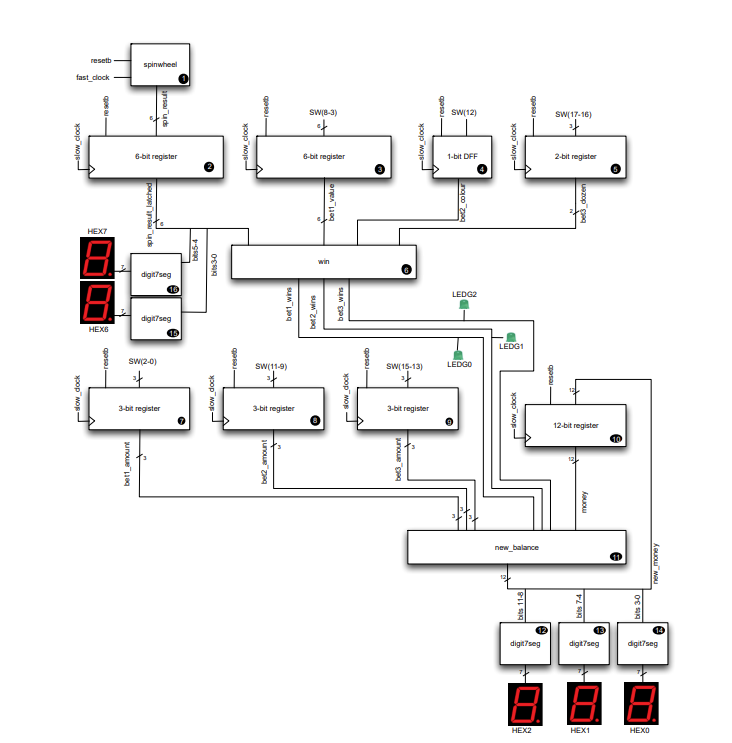 resetb
fast_clock
spinwheel
1
spin_result
6
resetb
slow_clock
6-bit register
2
SW(8-3)
resetb
slow_clock
6
6-bit register
3
SW(12)
resetb
slow_clock
1-bit DFF
4
SW(17-16)
resetb
slow_clock
3
2-bit register
5
spin_result_latched
6
bet1_value
6
bet2_colour
bet3_dozen
2
HEX7
7
digit7seg
16
bits5-4
bits3-0
win
6
7
digit7seg
15
HEX6
bet1_wins
bet2_wins
bet3_wins
LEDG2
LEDG1
LEDG0
SW(2-0)
resetb
slow_clock
3
3-bit register
7
SW(11-9)
resetb
slow_clock
3
3-bit register
8
SW(15-13)
resetb
slow_clock
3
3-bit register
9
resetb
slow_clock
12
12-bit register
10
bet1_amount
3
bet2_amount
3
bet3_amount
3
12
money
3
3
3
new_balance
11
12
new_money
bits 11-8
bits 7-4
bits 3-0
digit7seg
12
digit7seg
13
digit7seg
14
7
7
7
HEX2
HEX1
HEX0